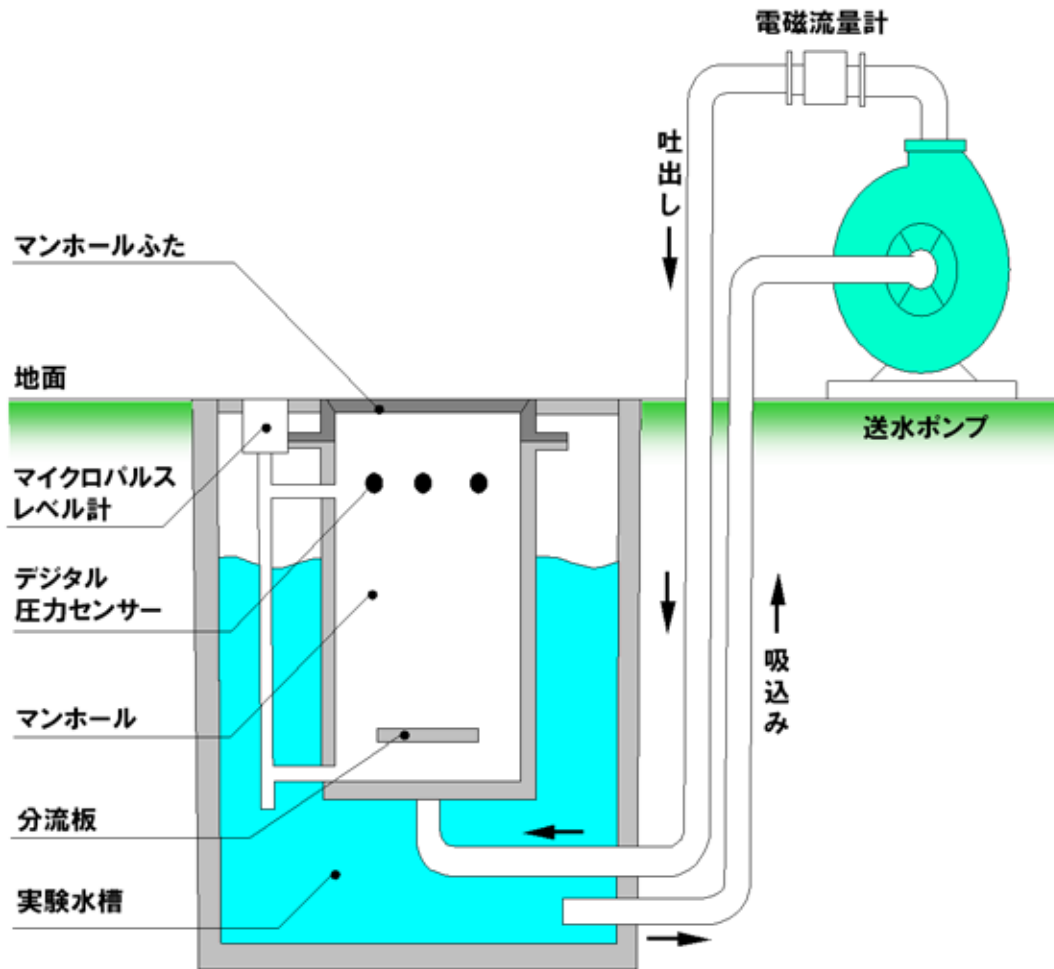 電磁流量計
吐出し
マンホールふた
地面
送水ポンプ
マイクロパルス
レベル計
デジタル
圧力センサー
吸込み
マンホール
分流板
実験水槽